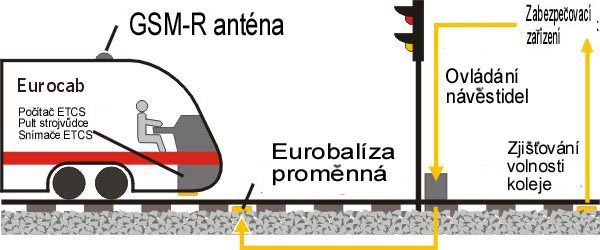 GSM-R anténa
Zabezpečovací
zařízení
Eurocab
Počítač ETCS
Pult strojvůdce
Snímače ETCS
Ovládání
návěstidel
Eurobalíza
proměnná
Zjišťování
volnosti
koleje